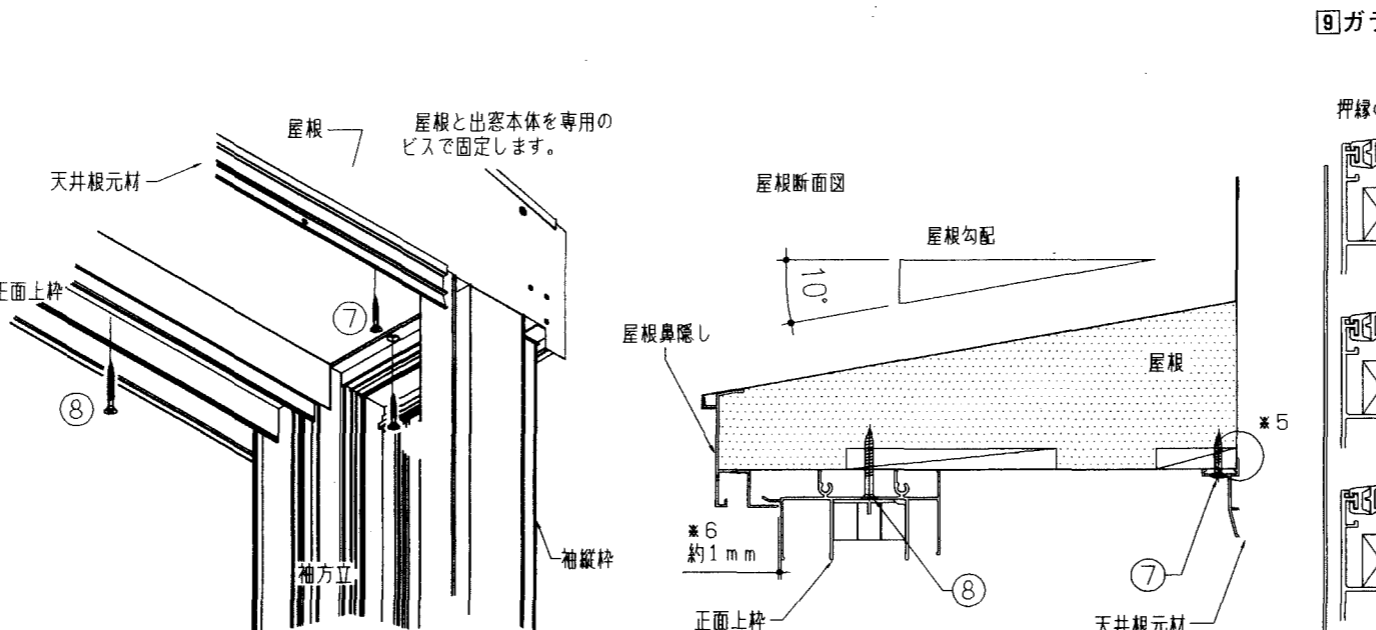 屋根
屋根と出窓本体を専用の
ビスで固定します。
天井根元材
正面上枠
⑦
⑧
袖方立
袖縦枠
屋根断面図
屋根勾配
10°
屋根鼻隠し
屋根
※5
※6
約1mm
⑧
⑦
正面上枠
天井根元材
9 ガラ
押縁の